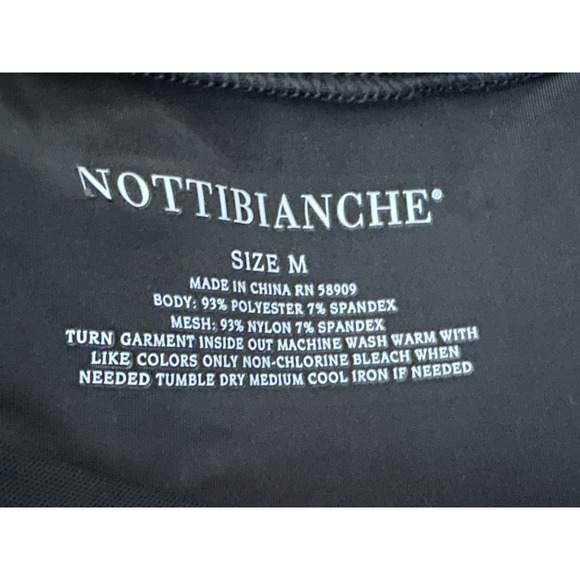 NOTTIBIANCHE®
SIZE M
MADE IN CHINA RN 58909
BODY: 93% POLYESTER 7% SPANDEX
MESH: 93% NYLON 7% SPANDEX
TURN GARMENT INSIDE OUT MACHINE WASH WARM WITH
LIKE COLORS ONLY NON-CHLORINE BLEACH WHEN
NEEDED TUMBLE DRY MEDIUM COOL IRON IF NEEDED